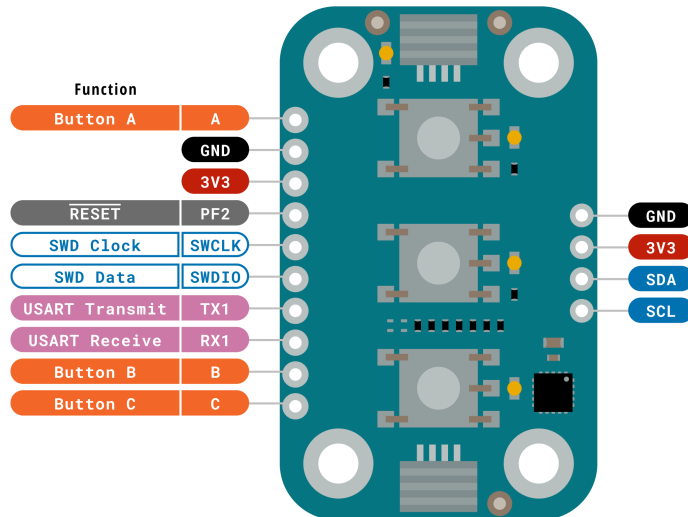 Function
Button A A
GND
3V3
RESET PF2
SWD Clock SWCLK
SWD Data SWDIO
USART Transmit TX1
USART Receive RX1
Button B B
Button C C
GND
3V3
SDA
SCL